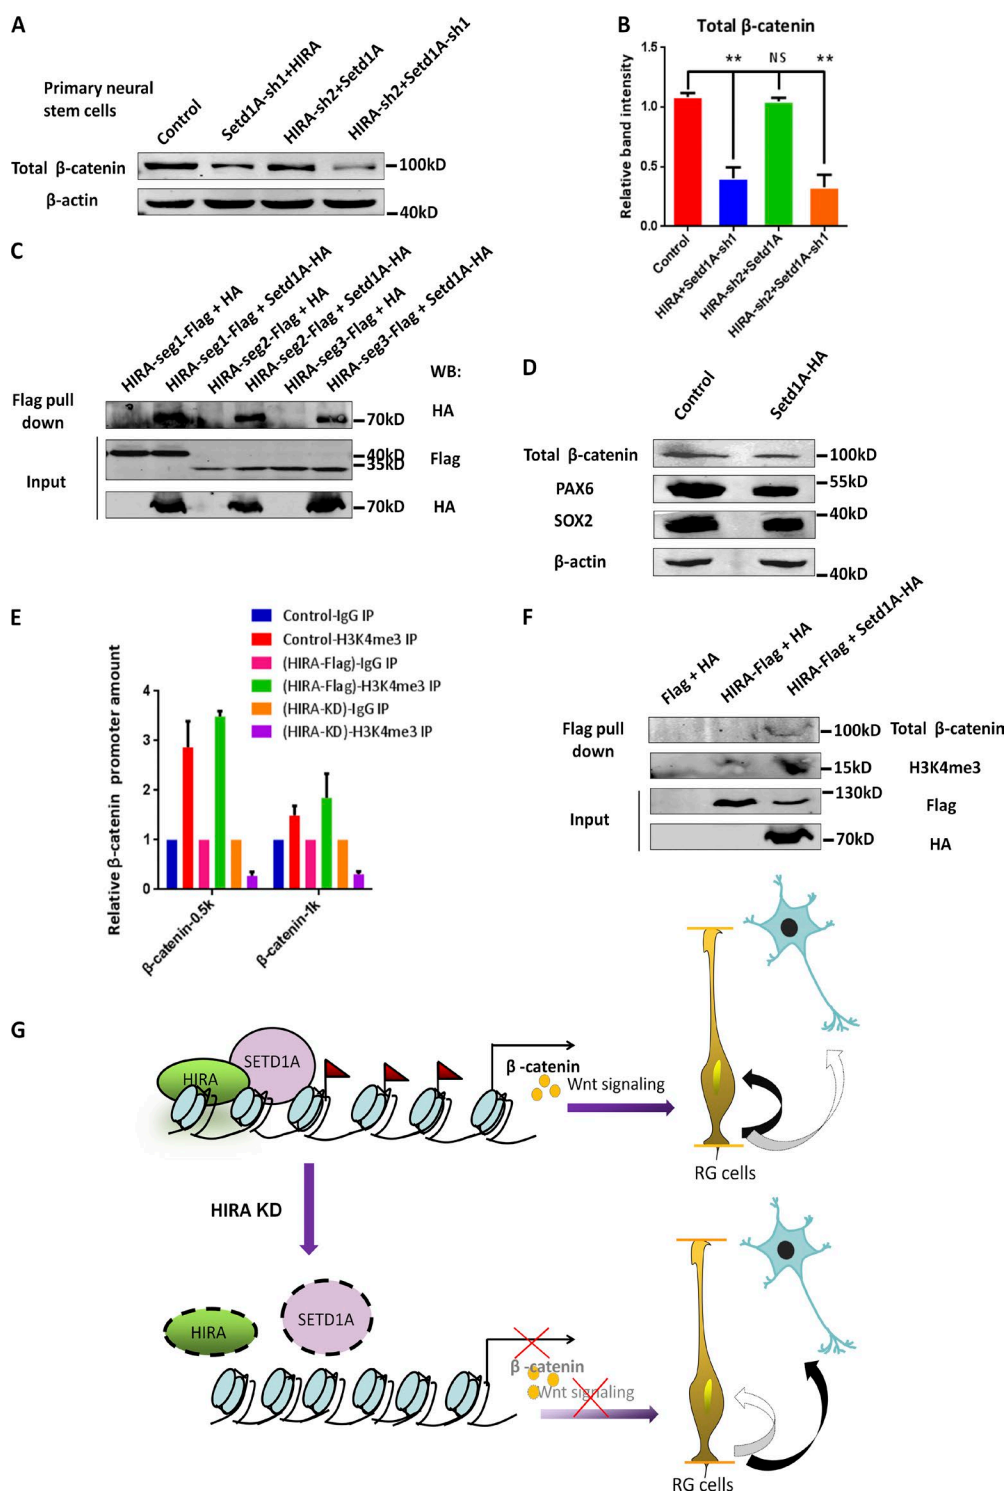 A
Primary neural
stem cells
Control
Setd1A-sh1+HIRA
HIRA-sh2+Setd1A
HIRA-sh2+Setd1A-sh1
Total β-catenin
100kD
β-actin
40kD
B
Total β-catenin
Relative band intensity
1.5
1.0
0.5
0.0
**
NS
**
Control
HIRA+Setd1A-sh1
HIRA-sh2+Setd1A
HIRA-sh2+Setd1A-sh1
C
HIRA-seg1-Flag + HA
HIRA-seg1-Flag + Setd1A-HA
HIRA-seg2-Flag + HA
HIRA-seg2-Flag + Setd1A-HA
HIRA-seg3-Flag + HA
HIRA-seg3-Flag + Setd1A-HA
WB:
Flag pull
down
70kD
HA
Input
40kD
35kD
Flag
70kD
HA
D
Control
Setd1A-HA
Total β-catenin
100kD
PAX6
55kD
SOX2
40kD
β-actin
40kD
E
Control-IgG IP
Control-H3K4me3 IP
(HIRA-Flag)-IgG IP
(HIRA-Flag)-H3K4me3 IP
(HIRA-KD)-IgG IP
(HIRA-KD)-H3K4me3 IP
Relative β-catenin promoter amount
4
3
2
1
0
β-catenin-0.5k
β-catenin-1k
F
Flag + HA
HIRA-Flag + HA
HIRA-Flag + Setd1A-HA
Flag pull
down
100kD
Total β-catenin
15kD
H3K4me3
Input
130kD
Flag
70kD
HA
G
HIRA
SETD1A
β -catenin
Wnt signaling
RG cells
HIRA KD
HIRA
SETD1A
β -catenin
Wnt signaling
RG cells